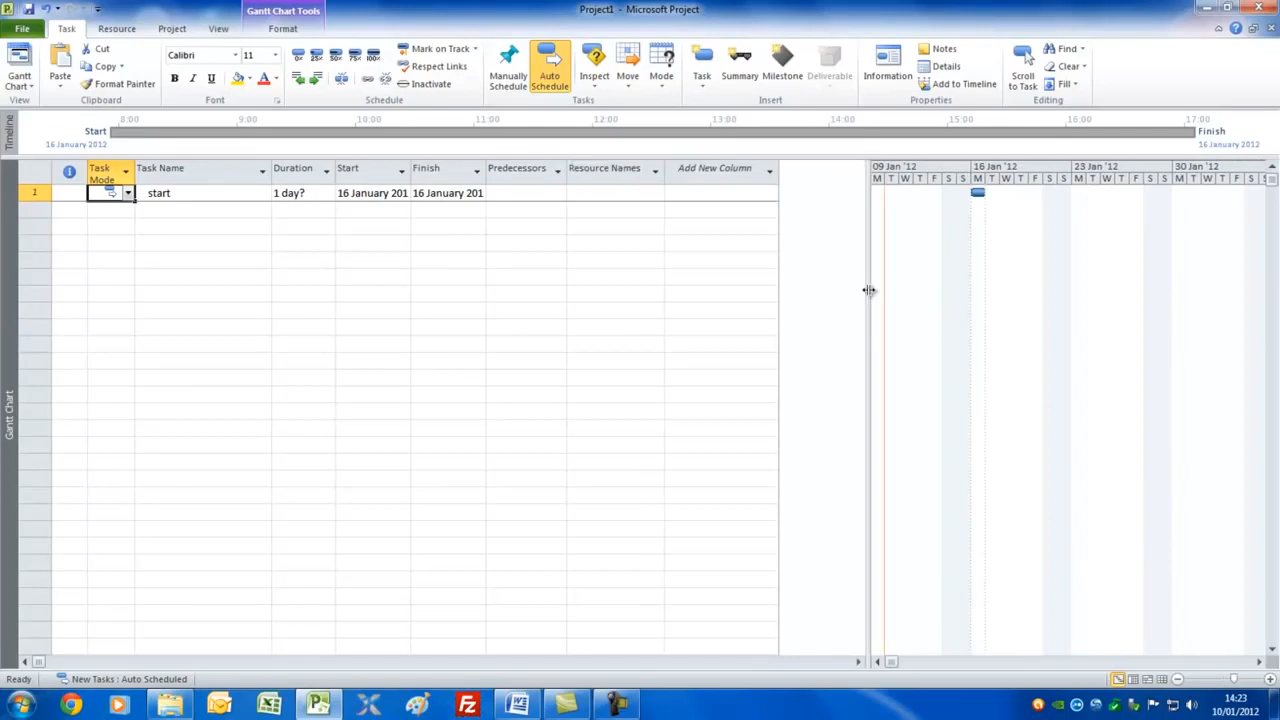 Gantt Chart Tools
Project1 - Microsoft Project
File Task Resource Project View Format
Gantt Chart
View
Paste
Cut
Copy
Format Painter
Clipboard
Calibri 11
B I U A
Font
0% 25% 50% 75% 100%
Mark on Track
Respect Links
Inactivate
Schedule
Manually Schedule
Auto Schedule
Inspect
Move
Mode
Tasks
Task
Summary
Milestone
Deliverable
Insert
Information
Notes
Details
Add to Timeline
Properties
Scroll to Task
Find
Clear
Fill
Editing
Timeline
8:00 9:00 10:00 11:00 12:00 13:00 14:00 15:00 16:00 17:00
Start
16 January 2012
Finish
16 January 2012
Task Mode Task Name Duration Start Finish Predecessors Resource Names Add New Column
09 Jan '12 16 Jan '12 23 Jan '12 30 Jan '12
M T W T F S S M T W T F S S M T W T F S S M T W T F S S
1 start 1 day? 16 January 201 16 January 201
Gantt Chart
Ready New Tasks : Auto Scheduled
14:23
10/01/2012